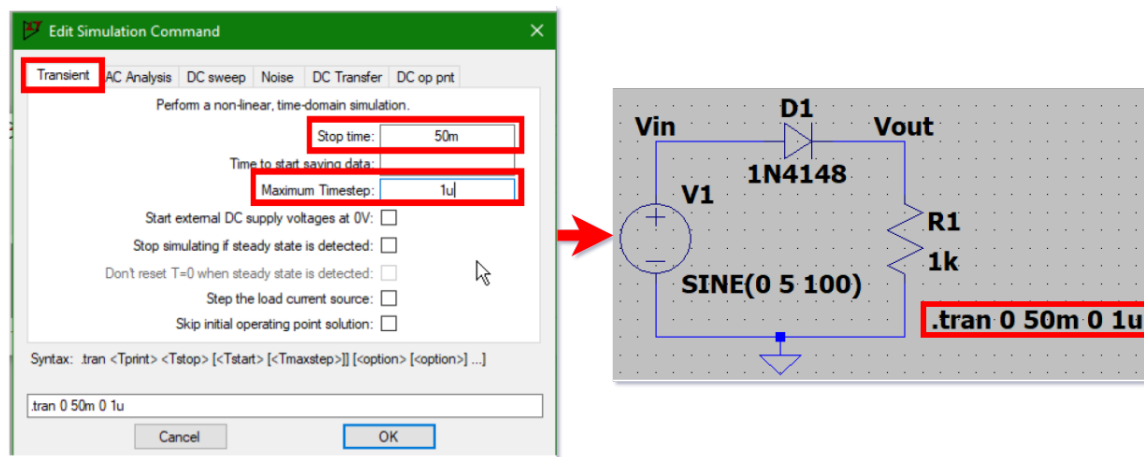 Edit Simulation Command
Transient AC Analysis DC sweep Noise DC Transfer DC op pnt
Perform a non-linear, time-domain simulation.
Stop time: 50m
Time to start saving data:
Maximum Timestep: 1u
Start external DC supply voltages at 0V:
Stop simulating if steady state is detected:
Don't reset T=0 when steady state is detected:
Step the load current source:
Skip initial operating point solution:
Syntax: .tran <Tprint> <Tstop> [<Tstart> [<Tmaxstep>]] [<option> [<option>] ...]
.tran 0 50m 0 1u
Cancel OK
D1
Vin Vout
1N4148
V1
R1
1k
SINE(0 5 100)
.tran 0 50m 0 1u